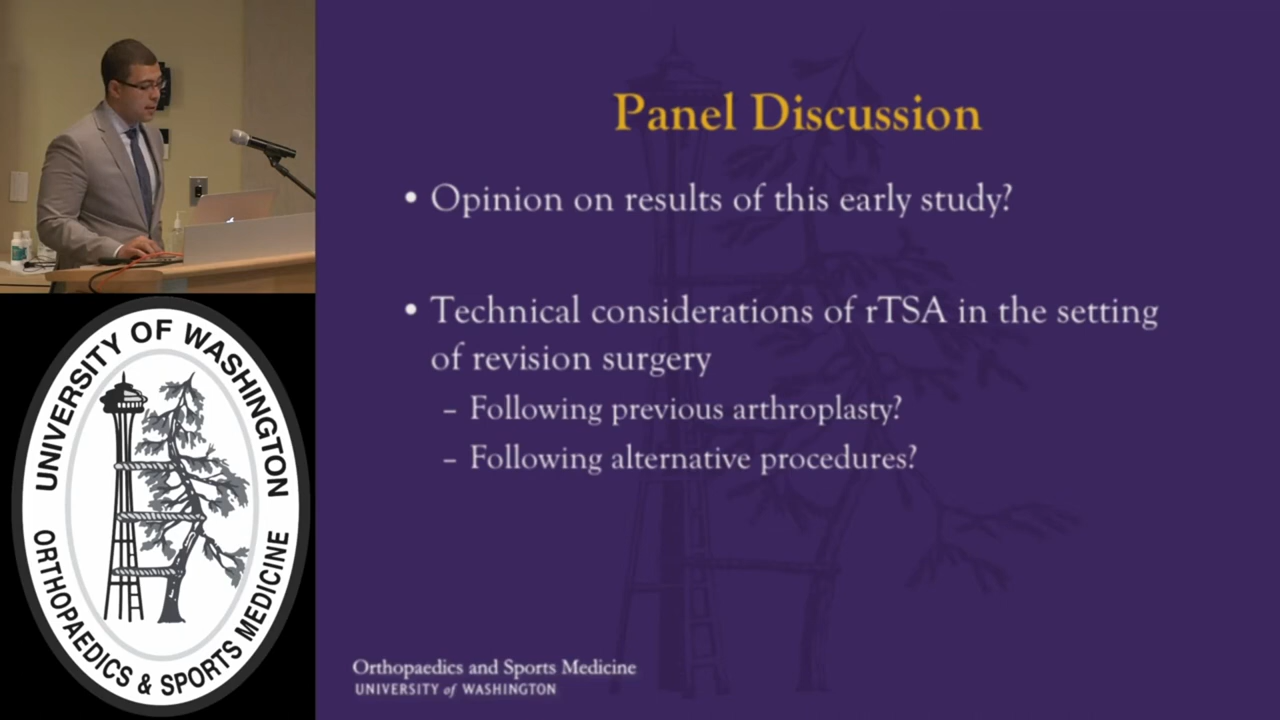 Panel Discussion
• Opinion on results of this early study?
• Technical considerations of rTSA in the setting
of revision surgery
– Following previous arthroplasty?
– Following alternative procedures?
Orthopaedics and Sports Medicine
UNIVERSITY of WASHINGTON
UNIVERSITY OF WASHINGTON
ORTHOPAEDICS & SPORTS MEDICINE